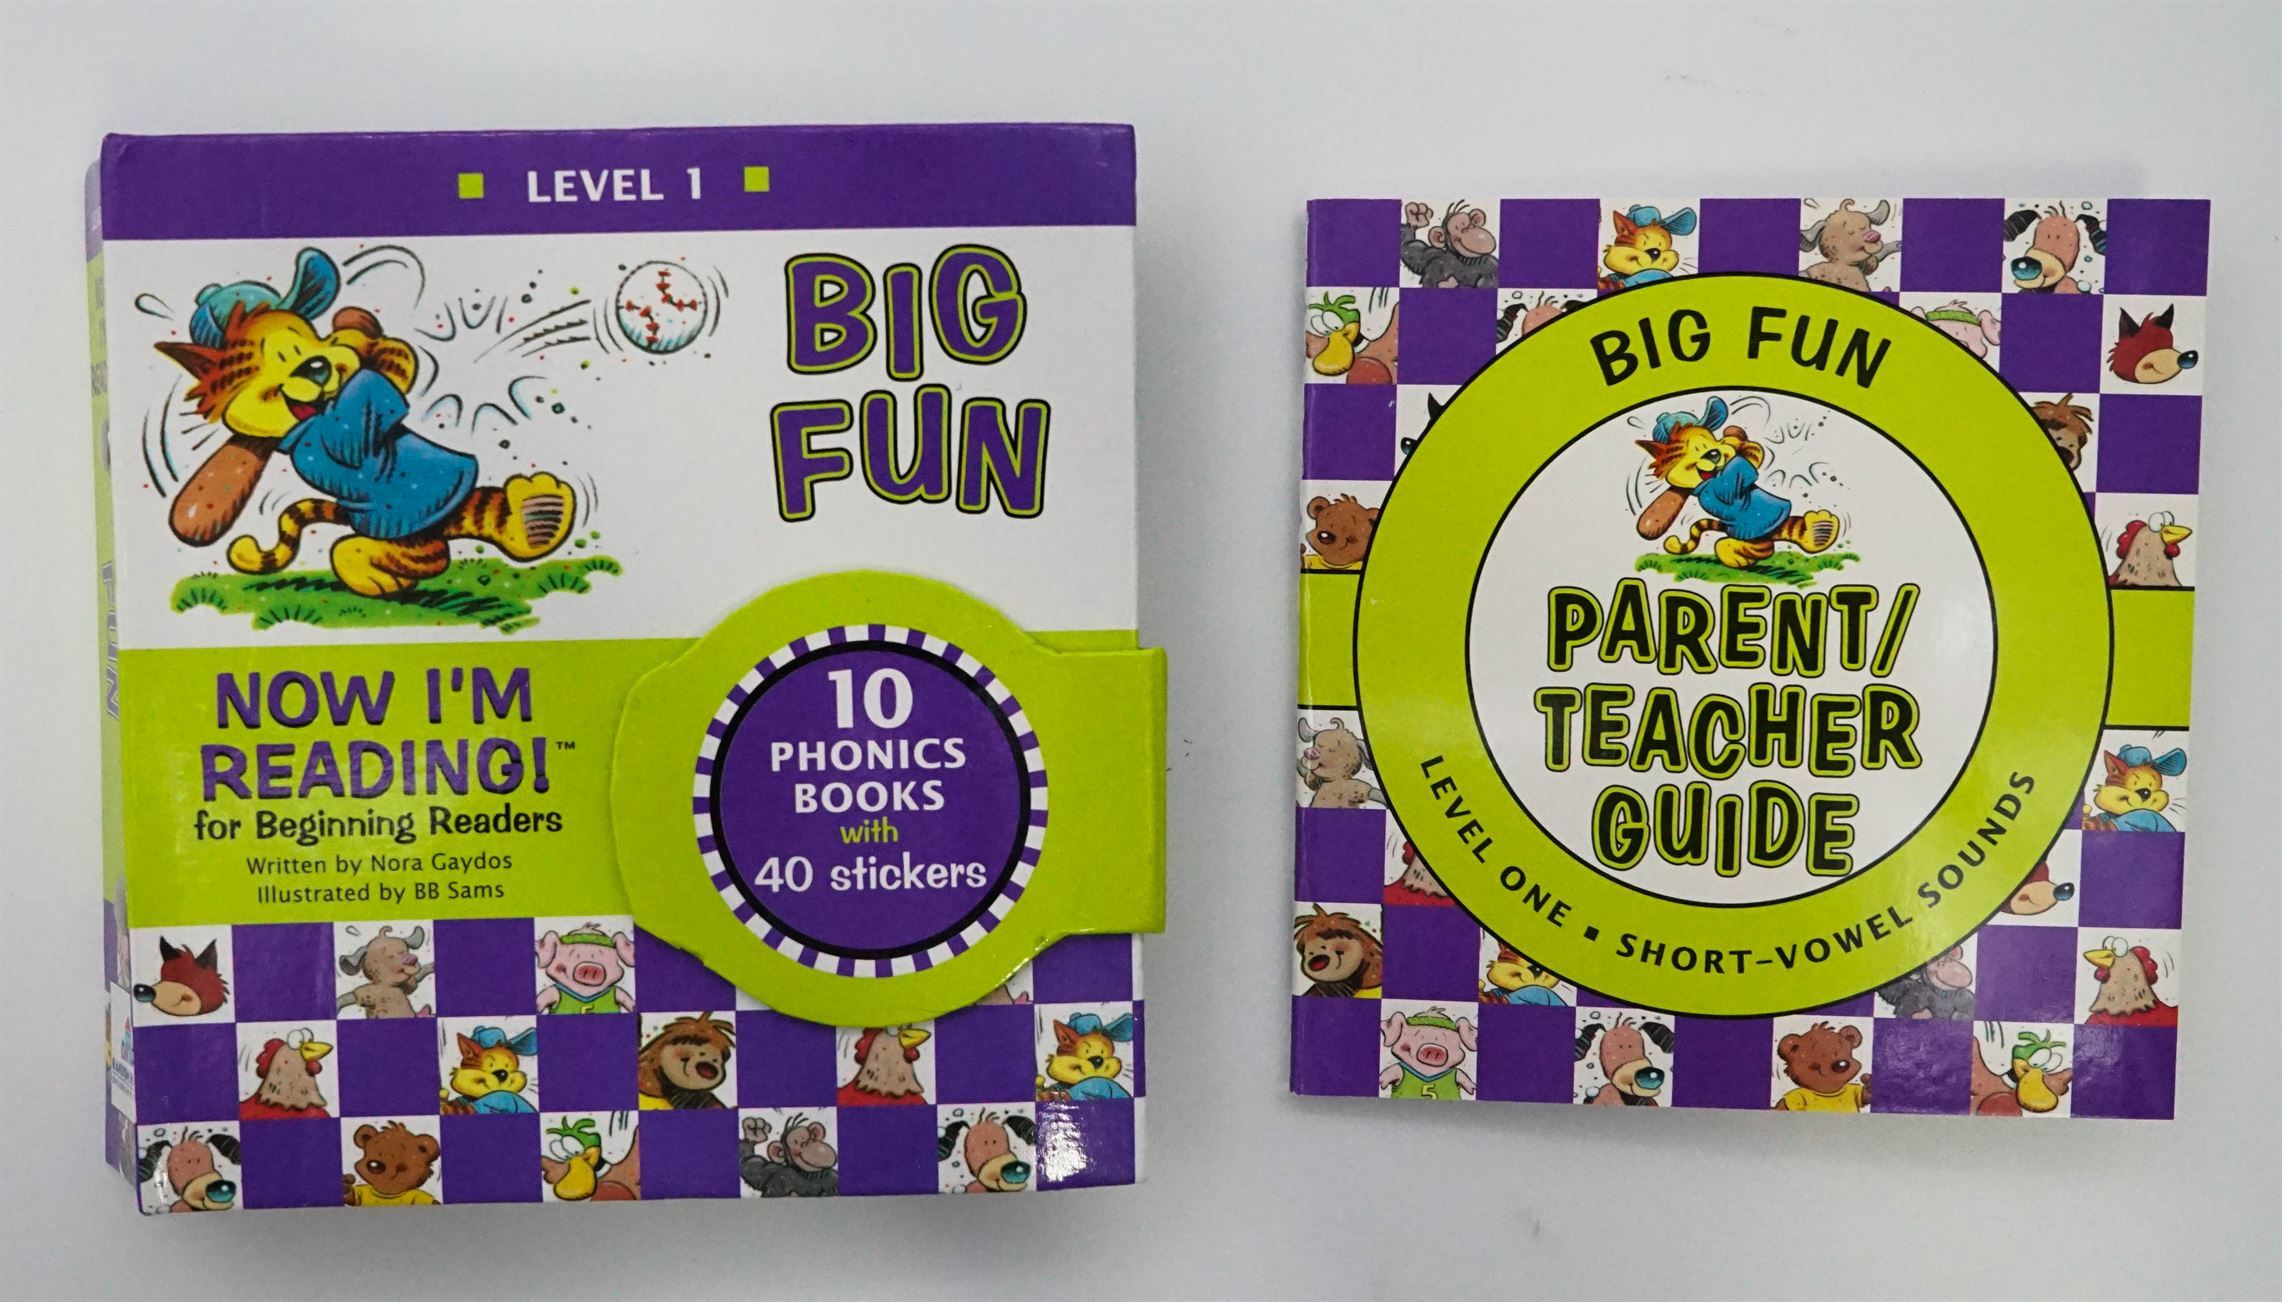 LEVEL 1
BIG
FUN
NOW I'M
READING!™
for Beginning Readers
Written by Nora Gaydos
Illustrated by BB Sams
10
PHONICS
BOOKS
with
40 stickers
BIG FUN
PARENT/
TEACHER
GUIDE
LEVEL ONE ▪ SHORT-VOWEL SOUNDS
5